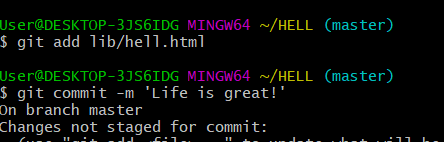 User@DESKTOP-3JS6IDG MINGW64 ~/HELL (master)
$ git add lib/hell.html
User@DESKTOP-3JS6IDG MINGW64 ~/HELL (master)
$ git commit -m 'Life is great!'
On branch master
Changes not staged for commit: